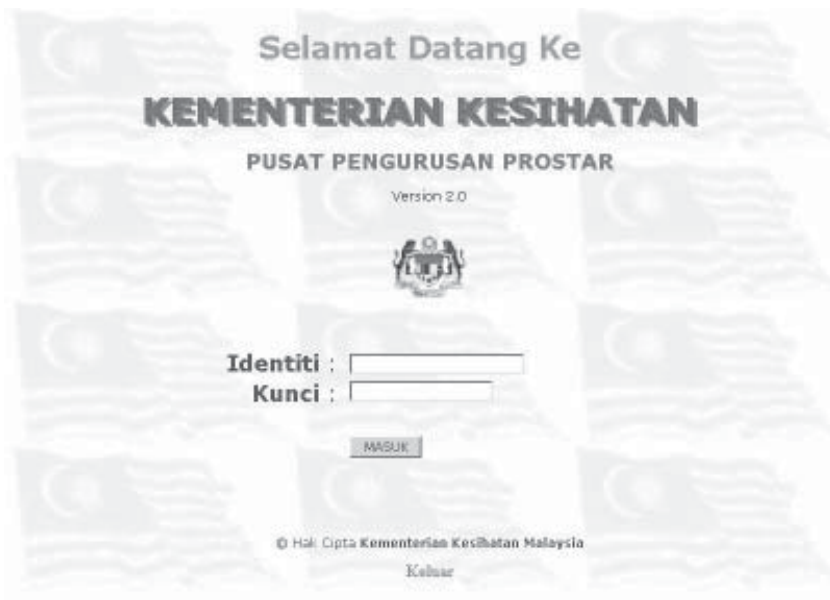 Selamat Datang Ke
KEMENTERIAN KESIHATAN
PUSAT PENGURUSAN PROSTAR
Version 2.0
Identiti :
Kunci :
MASUK
© Hak Cipta Kementerian Kesihatan Malaysia
Keluar